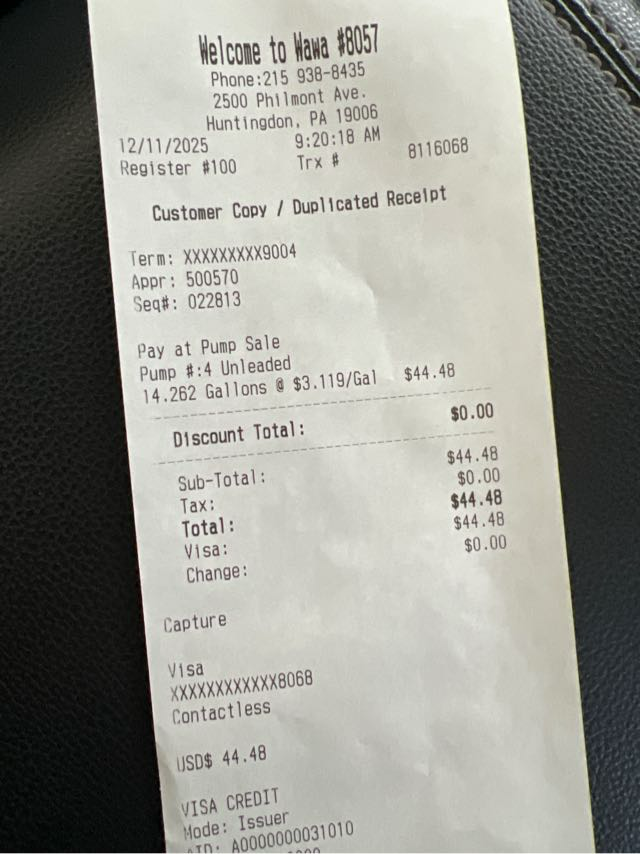 Welcome to Wawa #8057
Phone:215 938-8435
2500 Philmont Ave.
Huntingdon, PA 19006
12/11/2025 9:20:18 AM
Register #100 Trx # 8116068
Customer Copy / Duplicated Receipt
Term: XXXXXXXXX9004
Appr: 500570
Seq#: 022813
Pay at Pump Sale
Pump #:4 Unleaded
14.262 Gallons @ $3.119/Gal $44.48
Discount Total: $0.00
Sub-Total: $44.48
Tax: $0.00
Total: $44.48
Visa: $44.48
Change: $0.00
Capture
Visa
XXXXXXXXXXXX8068
Contactless
USD$ 44.48
VISA CREDIT
Mode: Issuer
AID: A0000000031010